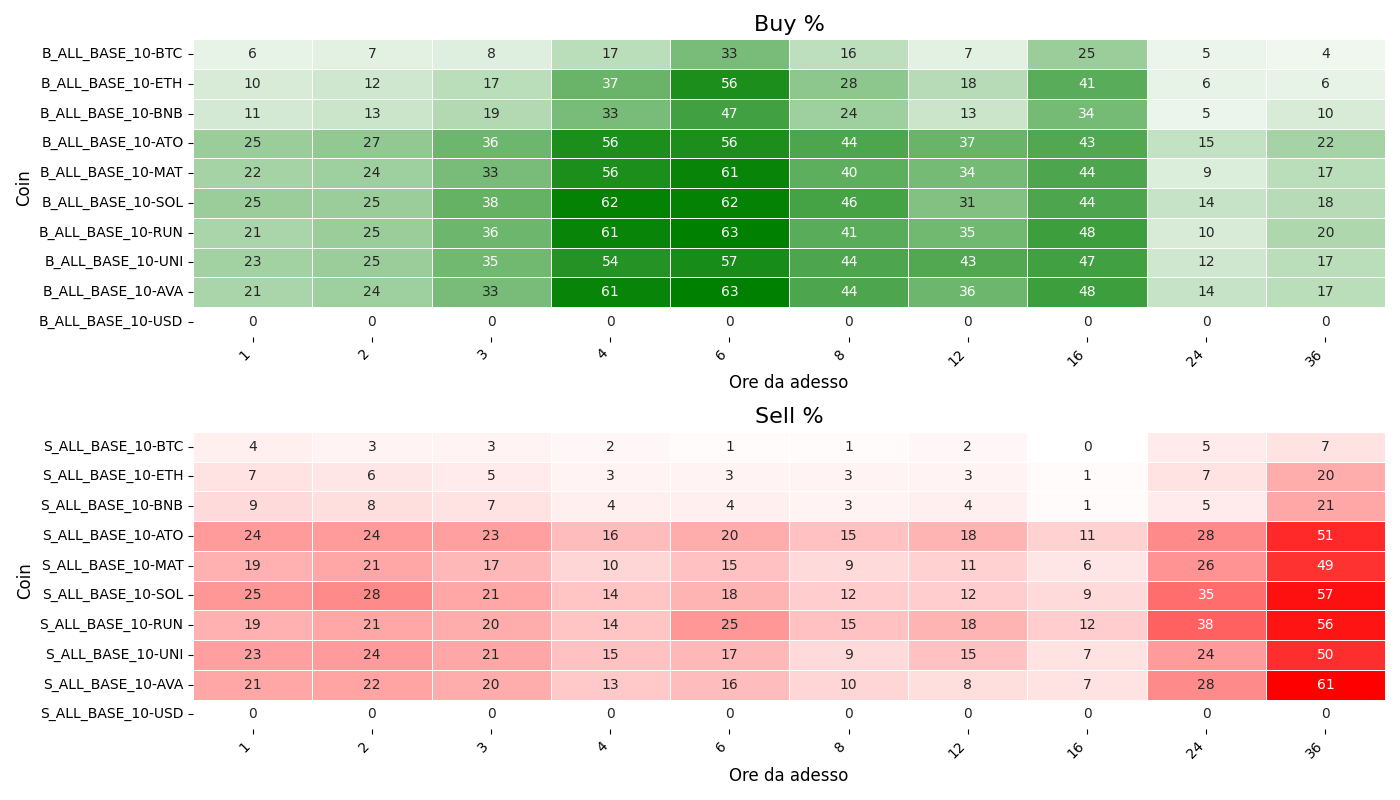 Buy %
Coin
B_ALL_BASE_10-BTC 6 7 8 17 33 16 7 25 5 4
B_ALL_BASE_10-ETH 10 12 17 37 56 28 18 41 6 6
B_ALL_BASE_10-BNB 11 13 19 33 47 24 13 34 5 10
B_ALL_BASE_10-ATO 25 27 36 56 56 44 37 43 15 22
B_ALL_BASE_10-MAT 22 24 33 56 61 40 34 44 9 17
B_ALL_BASE_10-SOL 25 25 38 62 62 46 31 44 14 18
B_ALL_BASE_10-RUN 21 25 36 61 63 41 35 48 10 20
B_ALL_BASE_10-UNI 23 25 35 54 57 44 43 47 12 17
B_ALL_BASE_10-AVA 21 24 33 61 63 44 36 48 14 17
B_ALL_BASE_10-USD 0 0 0 0 0 0 0 0 0 0
1 2 3 4 6 8 12 16 24 36
Ore da adesso
Sell %
Coin
S_ALL_BASE_10-BTC 4 3 3 2 1 1 2 0 5 7
S_ALL_BASE_10-ETH 7 6 5 3 3 3 3 1 7 20
S_ALL_BASE_10-BNB 9 8 7 4 4 3 4 1 5 21
S_ALL_BASE_10-ATO 24 24 23 16 20 15 18 11 28 51
S_ALL_BASE_10-MAT 19 21 17 10 15 9 11 6 26 49
S_ALL_BASE_10-SOL 25 28 21 14 18 12 12 9 35 57
S_ALL_BASE_10-RUN 19 21 20 14 25 15 18 12 38 56
S_ALL_BASE_10-UNI 23 24 21 15 17 9 15 7 24 50
S_ALL_BASE_10-AVA 21 22 20 13 16 10 8 7 28 61
S_ALL_BASE_10-USD 0 0 0 0 0 0 0 0 0 0
1 2 3 4 6 8 12 16 24 36
Ore da adesso